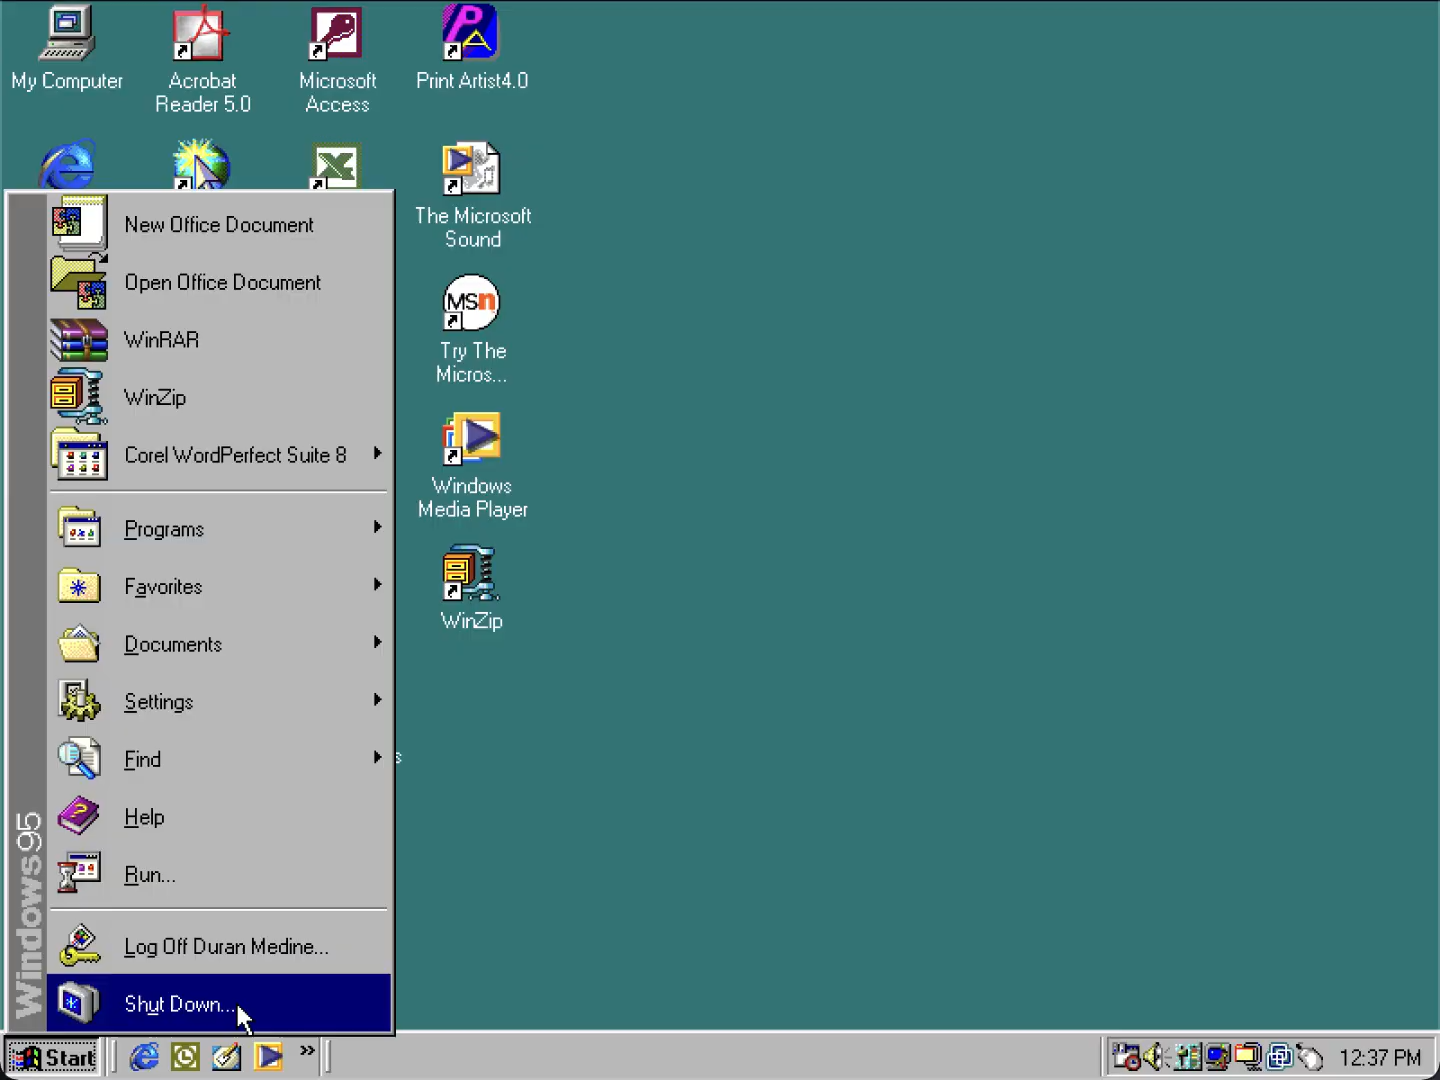 My Computer
Acrobat
Reader 5.0
Microsoft
Access
Print Artist4.0
The Microsoft
Sound
MSn
Try The
Micros...
Windows
Media Player
WinZip
New Office Document
Open Office Document
WinRAR
WinZip
Corel WordPerfect Suite 8
Programs
Favorites
Documents
Settings
Find
Help
Run...
Log Off Duran Medine...
Shut Down...
Windows95
s
Start
»
12:37 PM